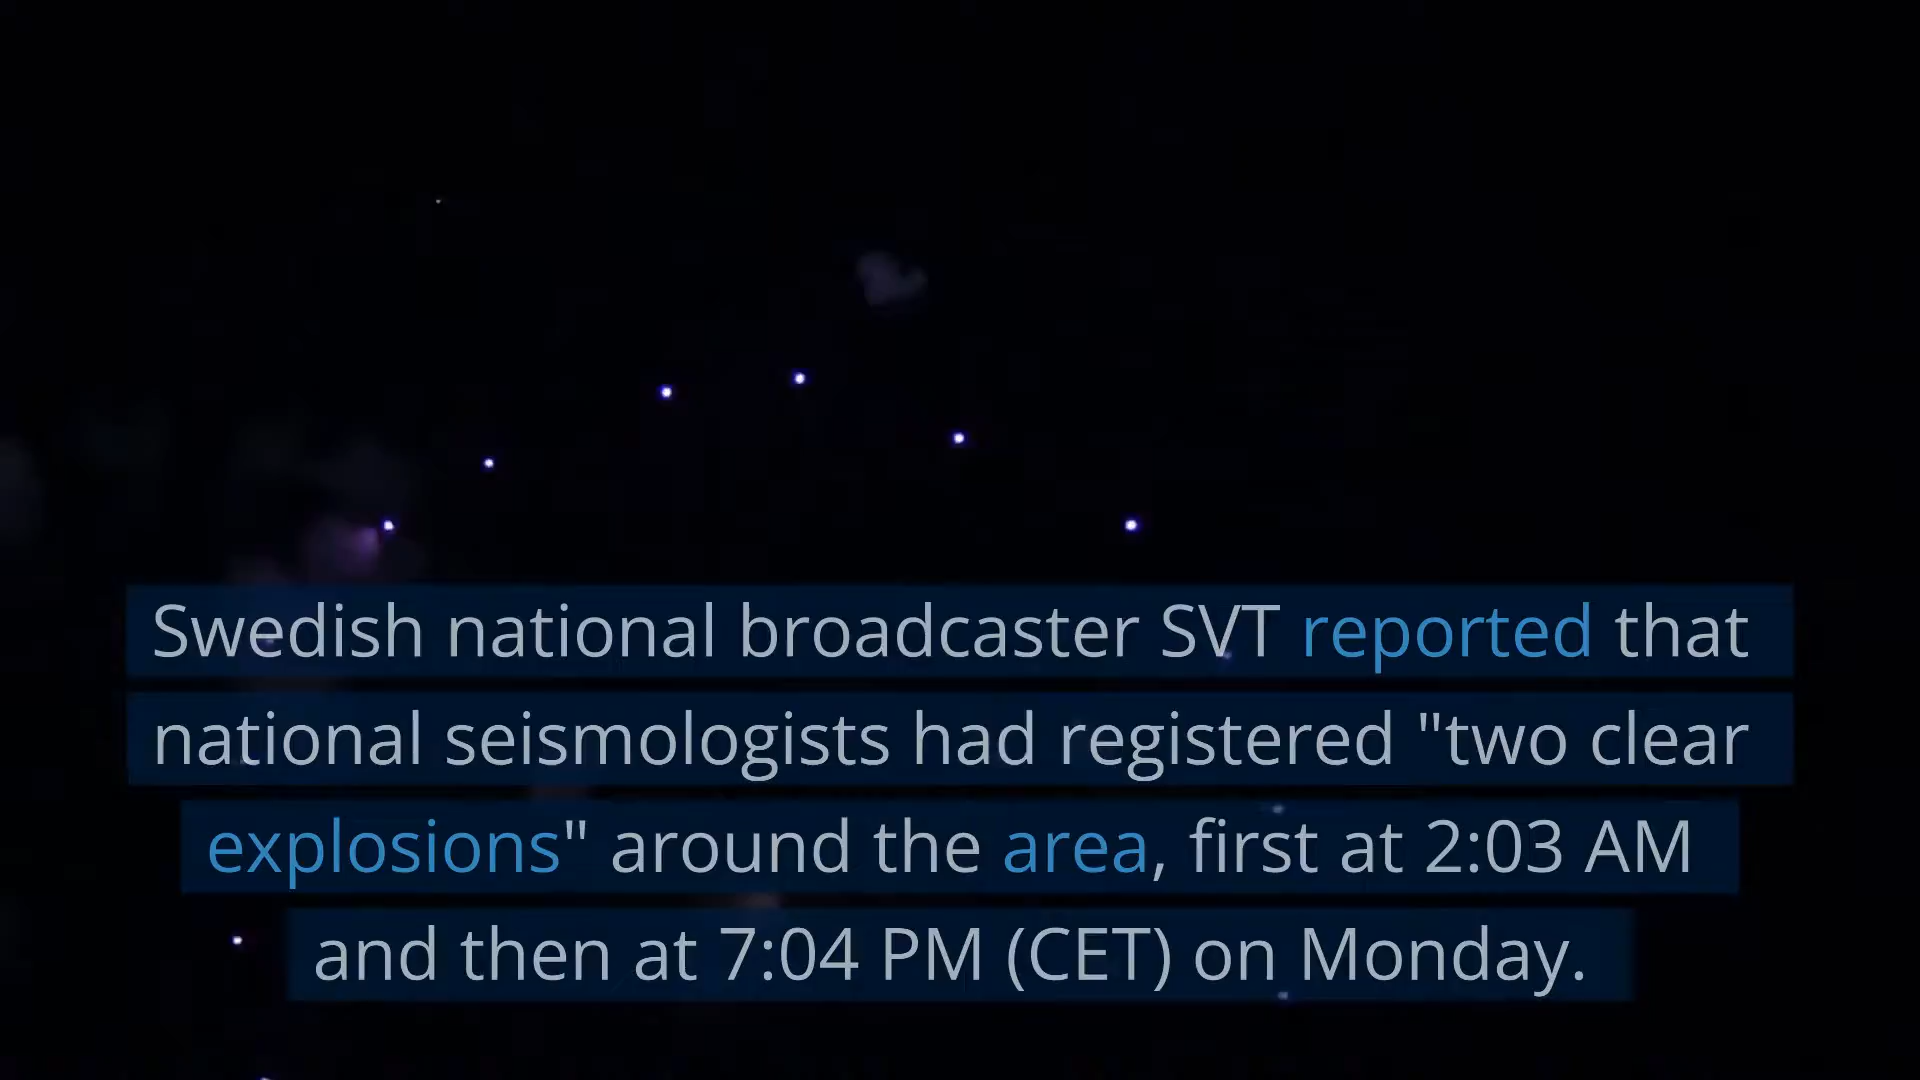 Swedish national broadcaster SVT reported that
national seismologists had registered "two clear
explosions" around the area, first at 2:03 AM
and then at 7:04 PM (CET) on Monday.